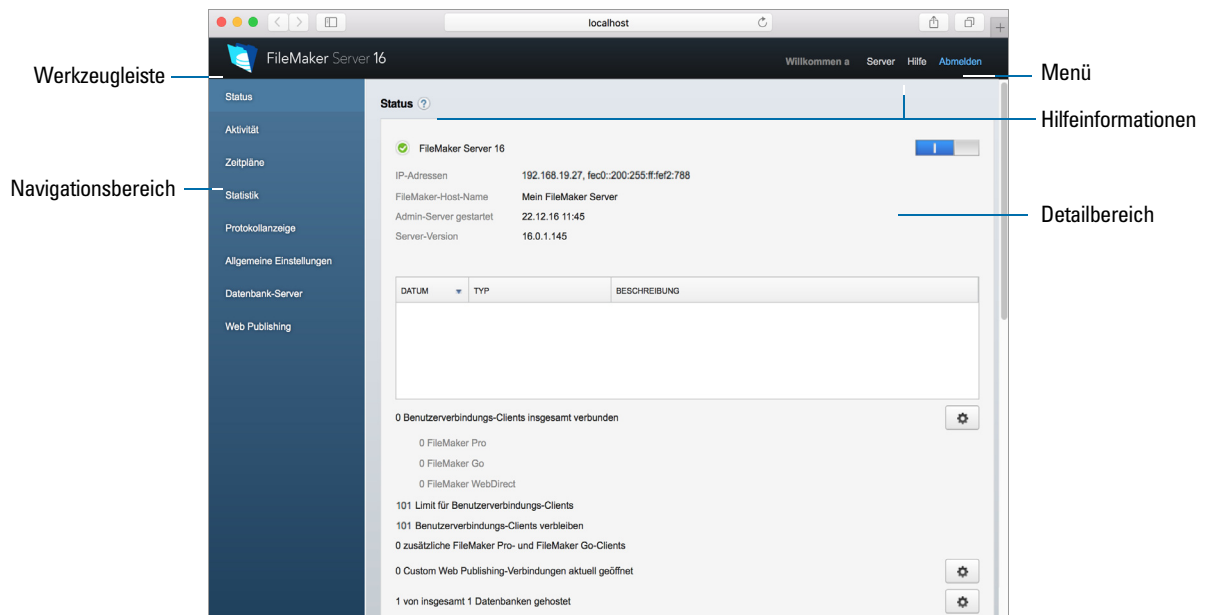 localhost
FileMaker Server 16
Willkommen a Server Hilfe Abmelden
Werkzeugleiste
Menü
Status
Status ?
Hilfeinformationen
Aktivität
FileMaker Server 16
Zeitpläne
IP-Adressen 192.168.19.27, fec0::200:255:ff:fef2:788
Navigationsbereich
Statistik
FileMaker-Host-Name Mein FileMaker Server
Admin-Server gestartet 22.12.16 11:45
Detailbereich
Protokollanzeige
Server-Version 16.0.1.145
Allgemeine Einstellungen
Datenbank-Server
DATUM TYP BESCHREIBUNG
Web Publishing
0 Benutzerverbindungs-Clients insgesamt verbunden
0 FileMaker Pro
0 FileMaker Go
0 FileMaker WebDirect
101 Limit für Benutzerverbindungs-Clients
101 Benutzerverbindungs-Clients verbleiben
0 zusätzliche FileMaker Pro- und FileMaker Go-Clients
0 Custom Web Publishing-Verbindungen aktuell geöffnet
1 von insgesamt 1 Datenbanken gehostet